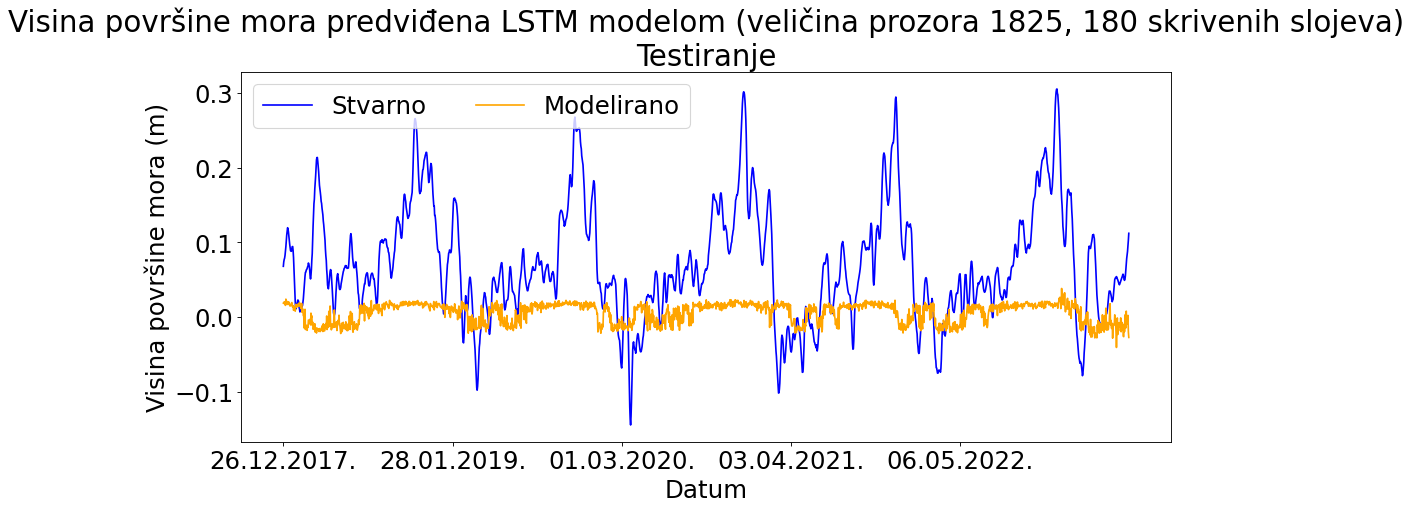 Visina površine mora predviđena LSTM modelom (veličina prozora 1825, 180 skrivenih slojeva)
Testiranje
Stvarno Modelirano
Visina površine mora (m)
0.3
0.2
0.1
0.0
−0.1
26.12.2017. 28.01.2019. 01.03.2020. 03.04.2021. 06.05.2022.
Datum